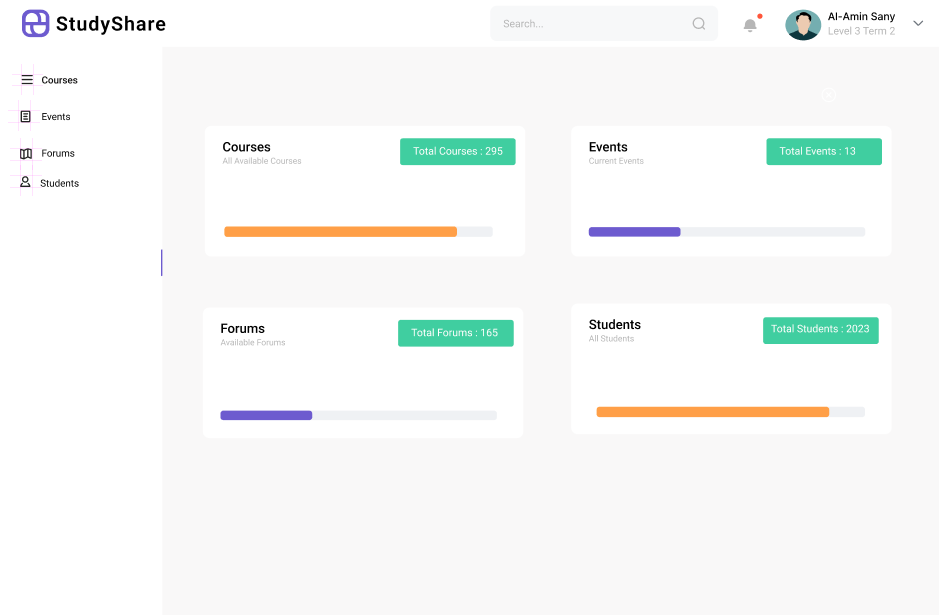 StudyShare
Search...
Al-Amin Sany
Level 3 Term 2
Courses
Events
Forums
Students
Courses
All Available Courses
Total Courses : 295
Events
Current Events
Total Events : 13
Forums
Available Forums
Total Forums : 165
Students
All Students
Total Students : 2023